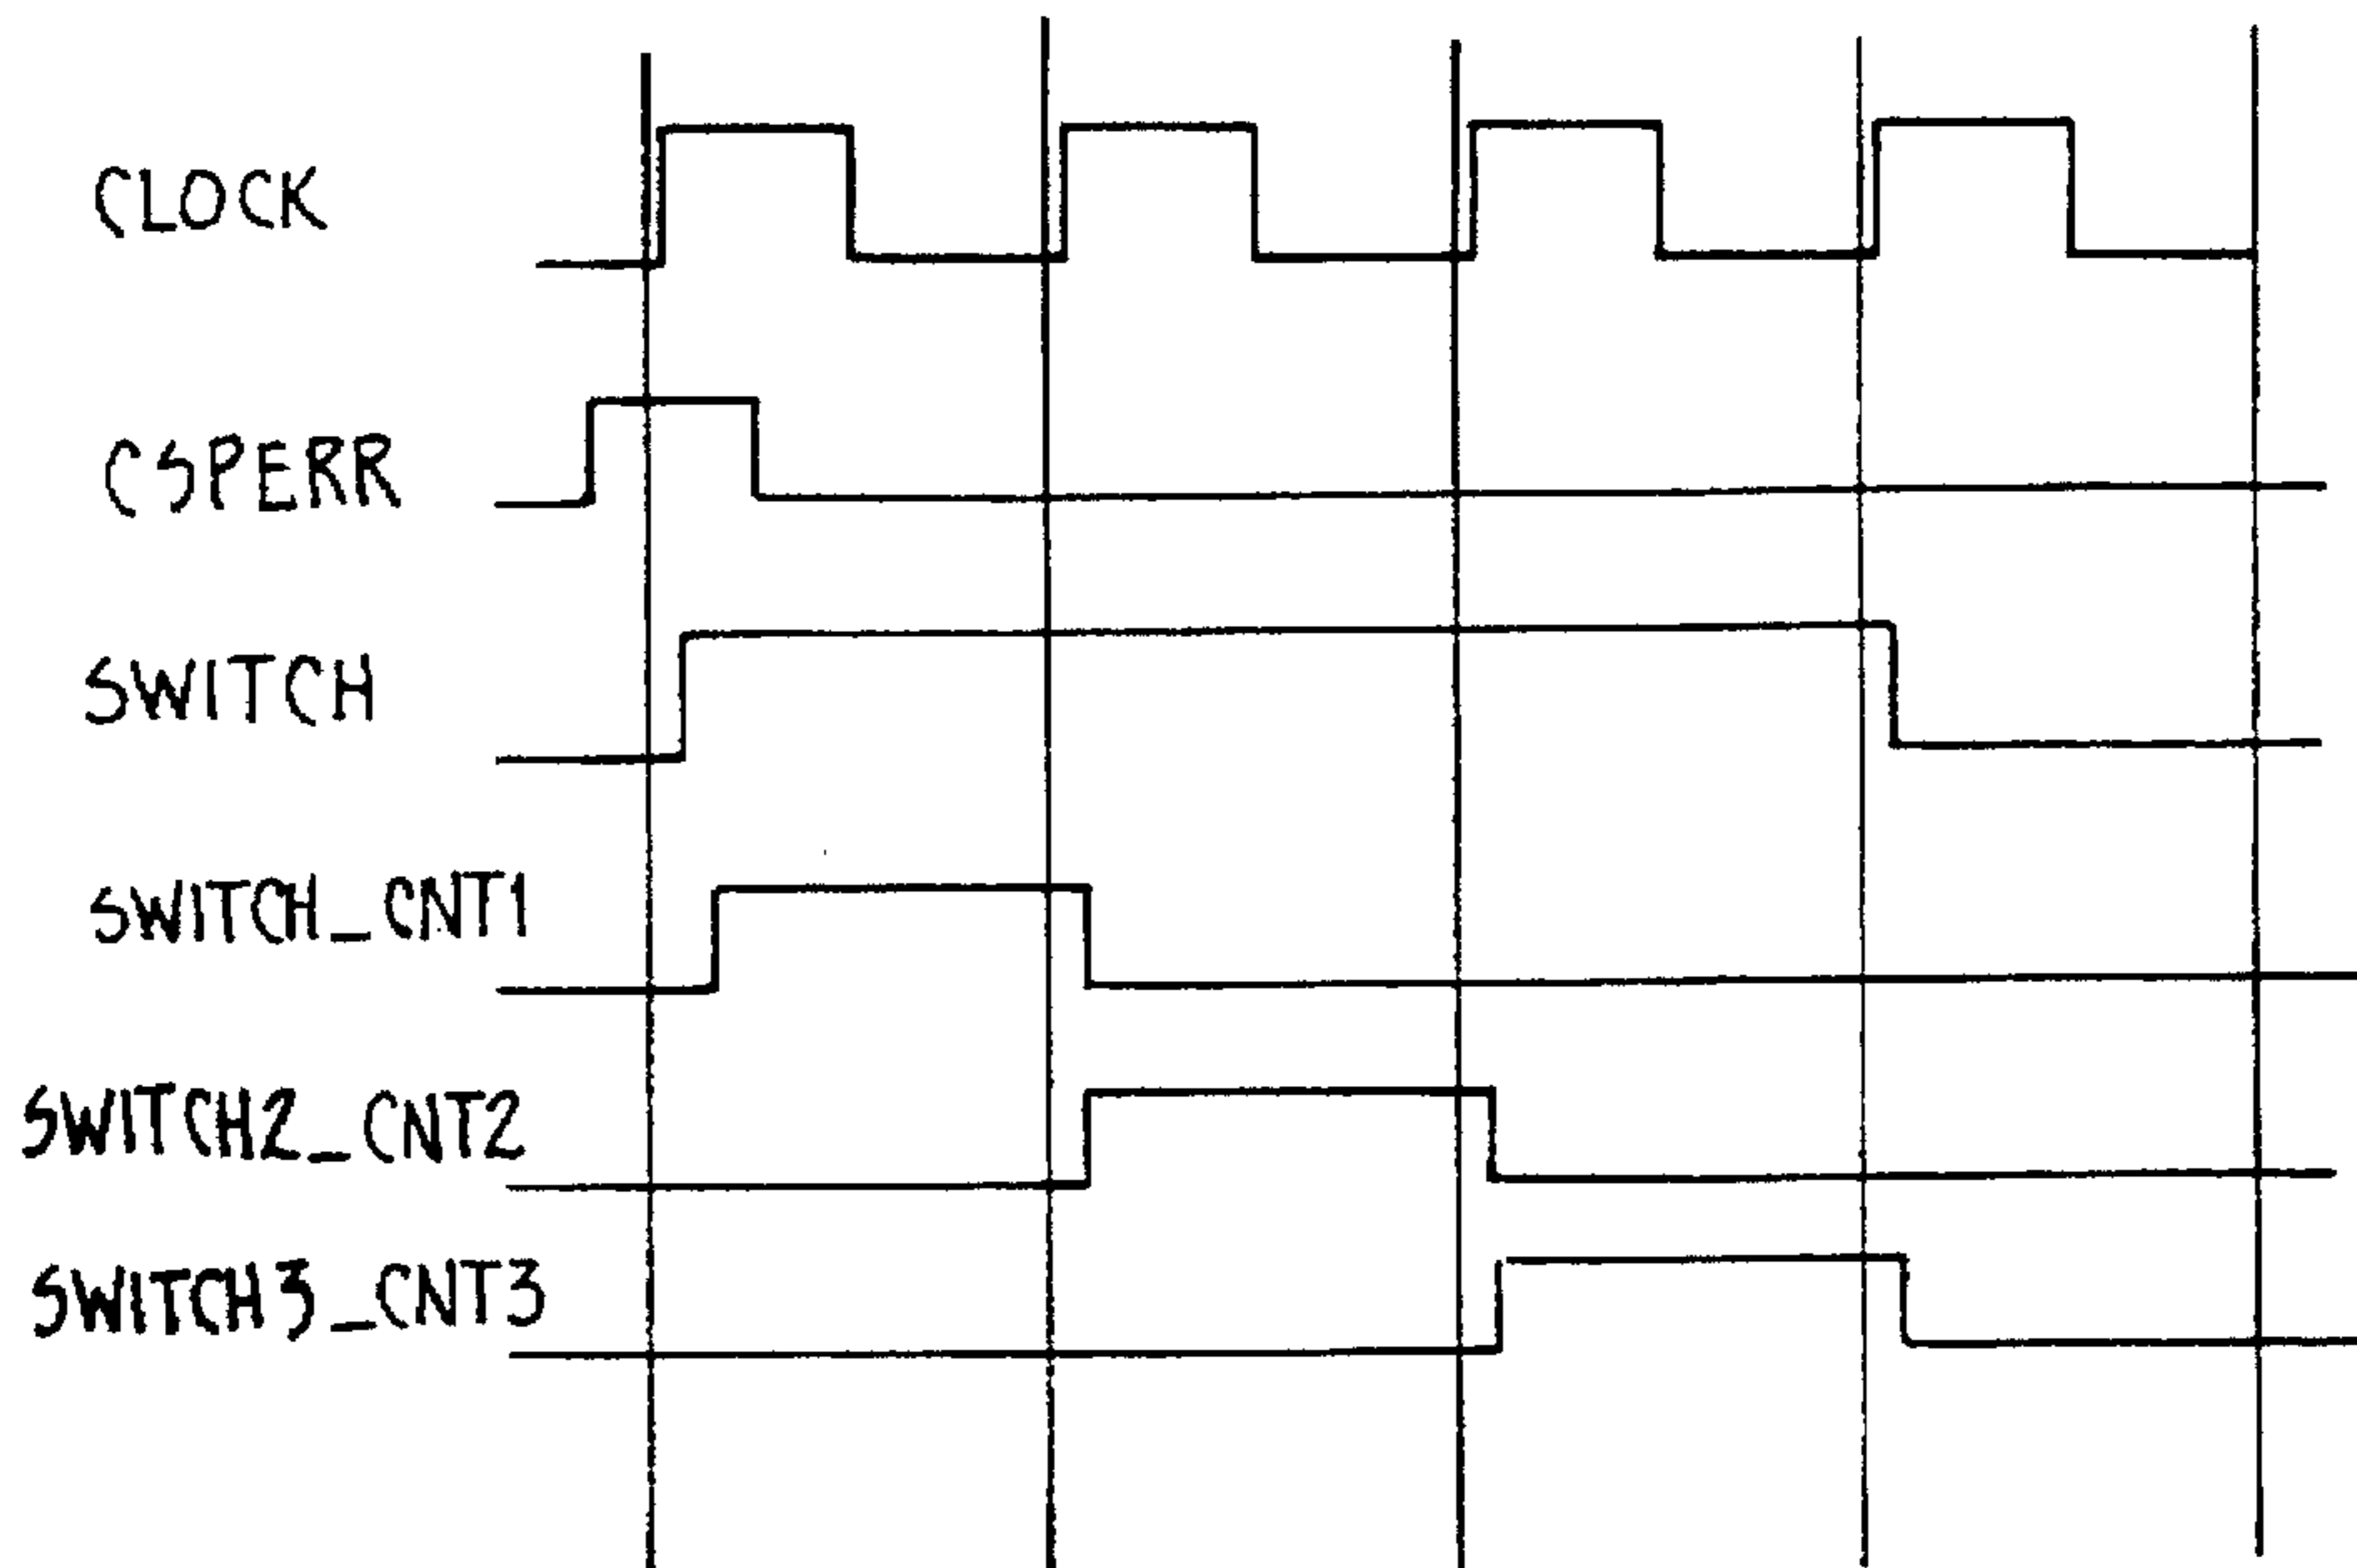 CLOCK
CSPERR
SWITCH
SWITCH_CNT1
SWITCH2_CNT2
SWITCH3_CNT3